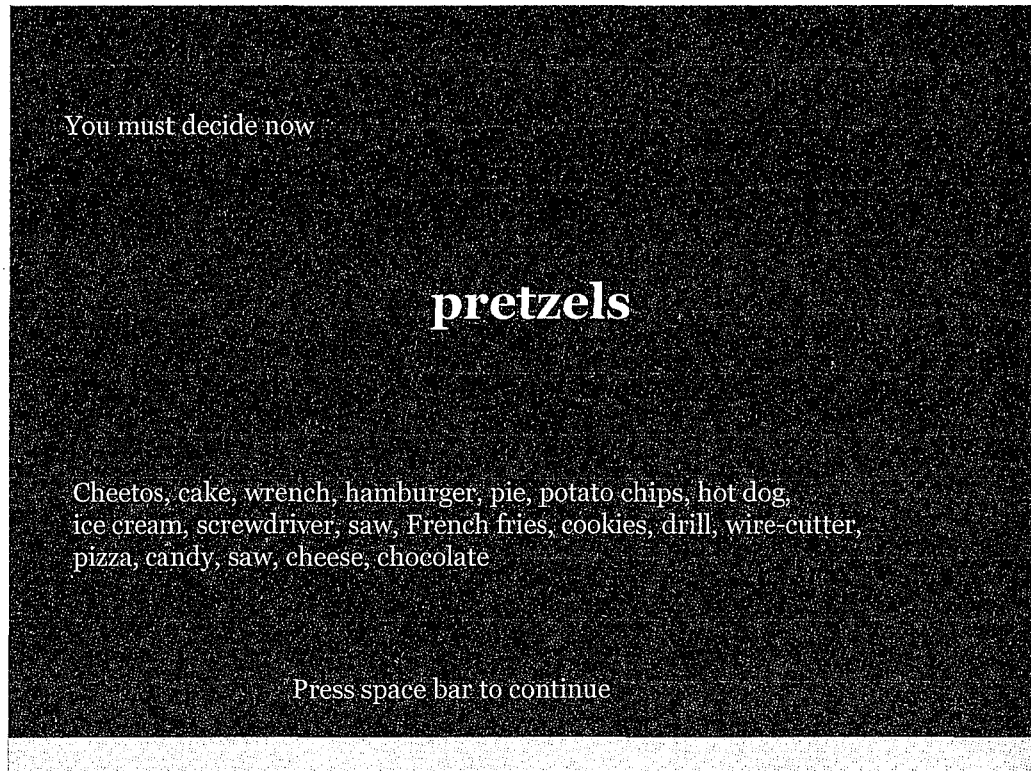 You must decide now
pretzels
Cheetos, cake, wrench, hamburger, pie, potato chips, hot dog,
ice cream, screwdriver, saw, French fries, cookies, drill, wire-cutter,
pizza, candy, saw, cheese, chocolate
Press space bar to continue